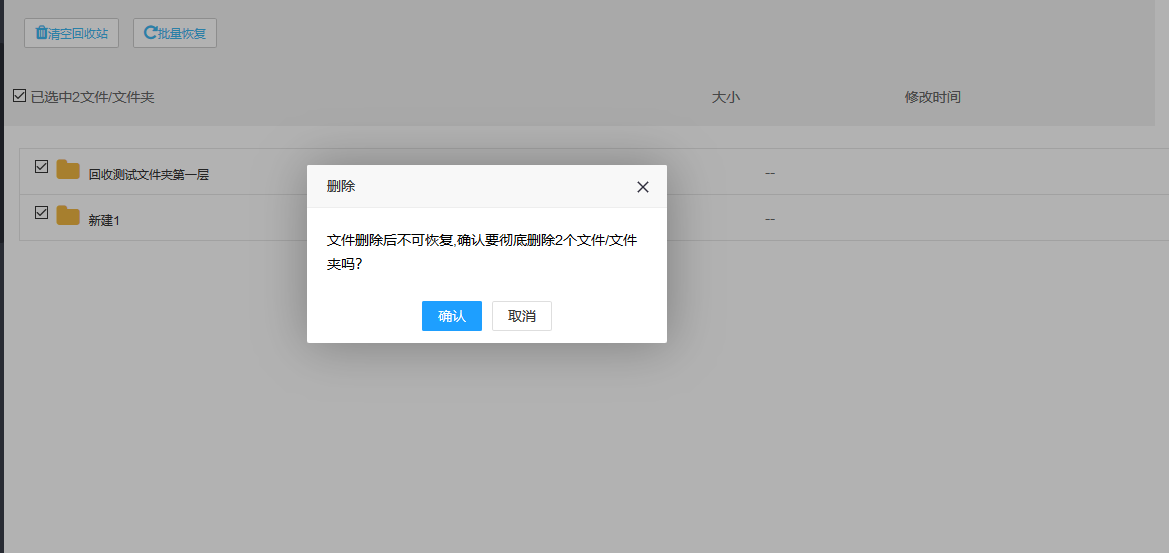 清空回收站 批量恢复
已选中2文件/文件夹 大小 修改时间
回收测试文件夹第一层 --
新建1 --
删除
文件删除后不可恢复,确认要彻底删除2个文件/文件
夹吗?
确认 取消